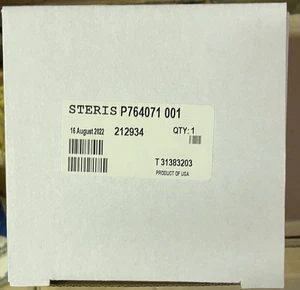 STERIS P764071 001
16 August 2022 212934 QTY: 1
T 31383203
PRODUCT OF USA